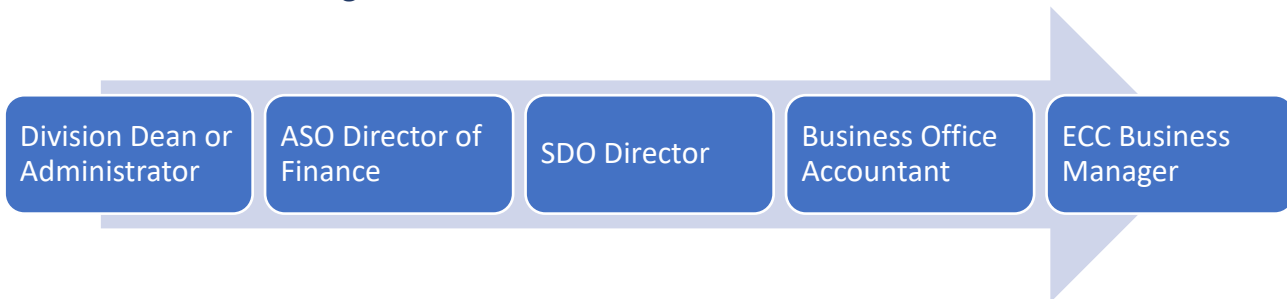 Division Dean or
Administrator
ASO Director of
Finance
SDO Director
Business Office
Accountant
ECC Business
Manager